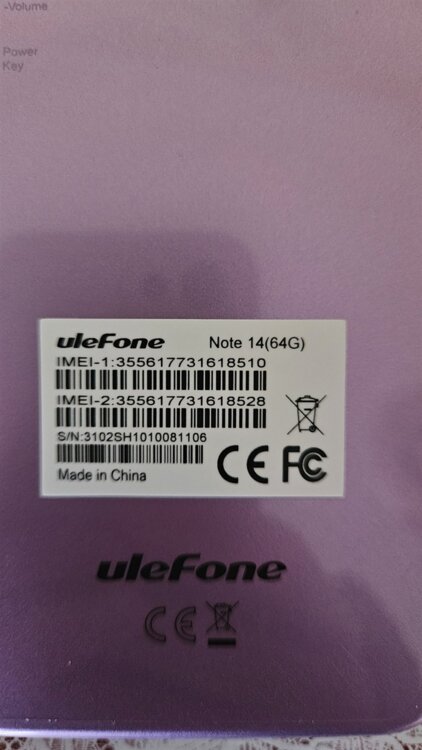 -Volume
Power
Key
uleFone Note 14(64G)
IMEI-1:355617731618510
IMEI-2:355617731618528
S/N:3102SH1010081106
Made in China
CE FC
uleFone
CE